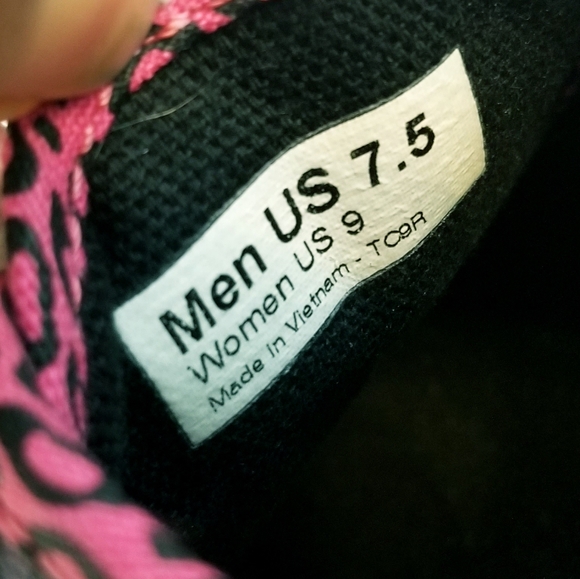 Men US 7.5
Women US 9
Made In Vietnam - TC9R